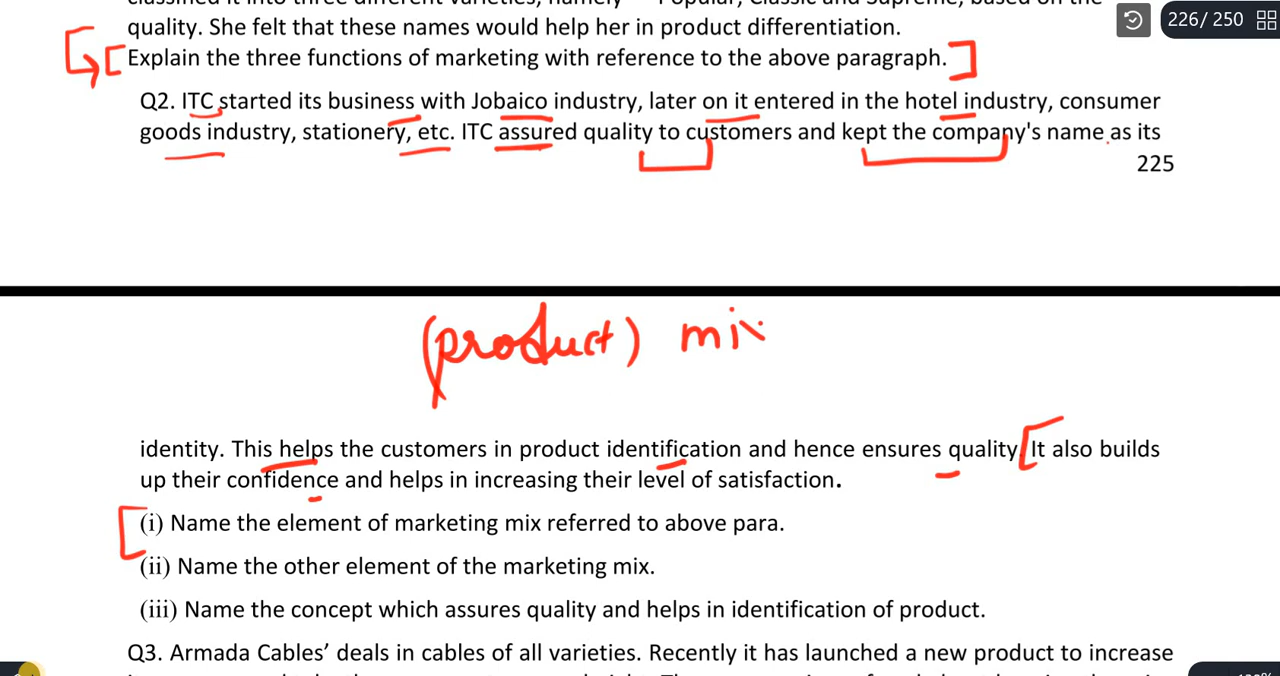 quality. She felt that these names would help her in product differentiation.
226/ 250
Explain the three functions of marketing with reference to the above paragraph.
Q2. ITC started its business with Jobaico industry, later on it entered in the hotel industry, consumer
goods industry, stationery, etc. ITC assured quality to customers and kept the company's name as its
225
(product) mix
identity. This helps the customers in product identification and hence ensures quality. It also builds
up their confidence and helps in increasing their level of satisfaction.
(i) Name the element of marketing mix referred to above para.
(ii) Name the other element of the marketing mix.
(iii) Name the concept which assures quality and helps in identification of product.
Q3. Armada Cables’ deals in cables of all varieties. Recently it has launched a new product to increase